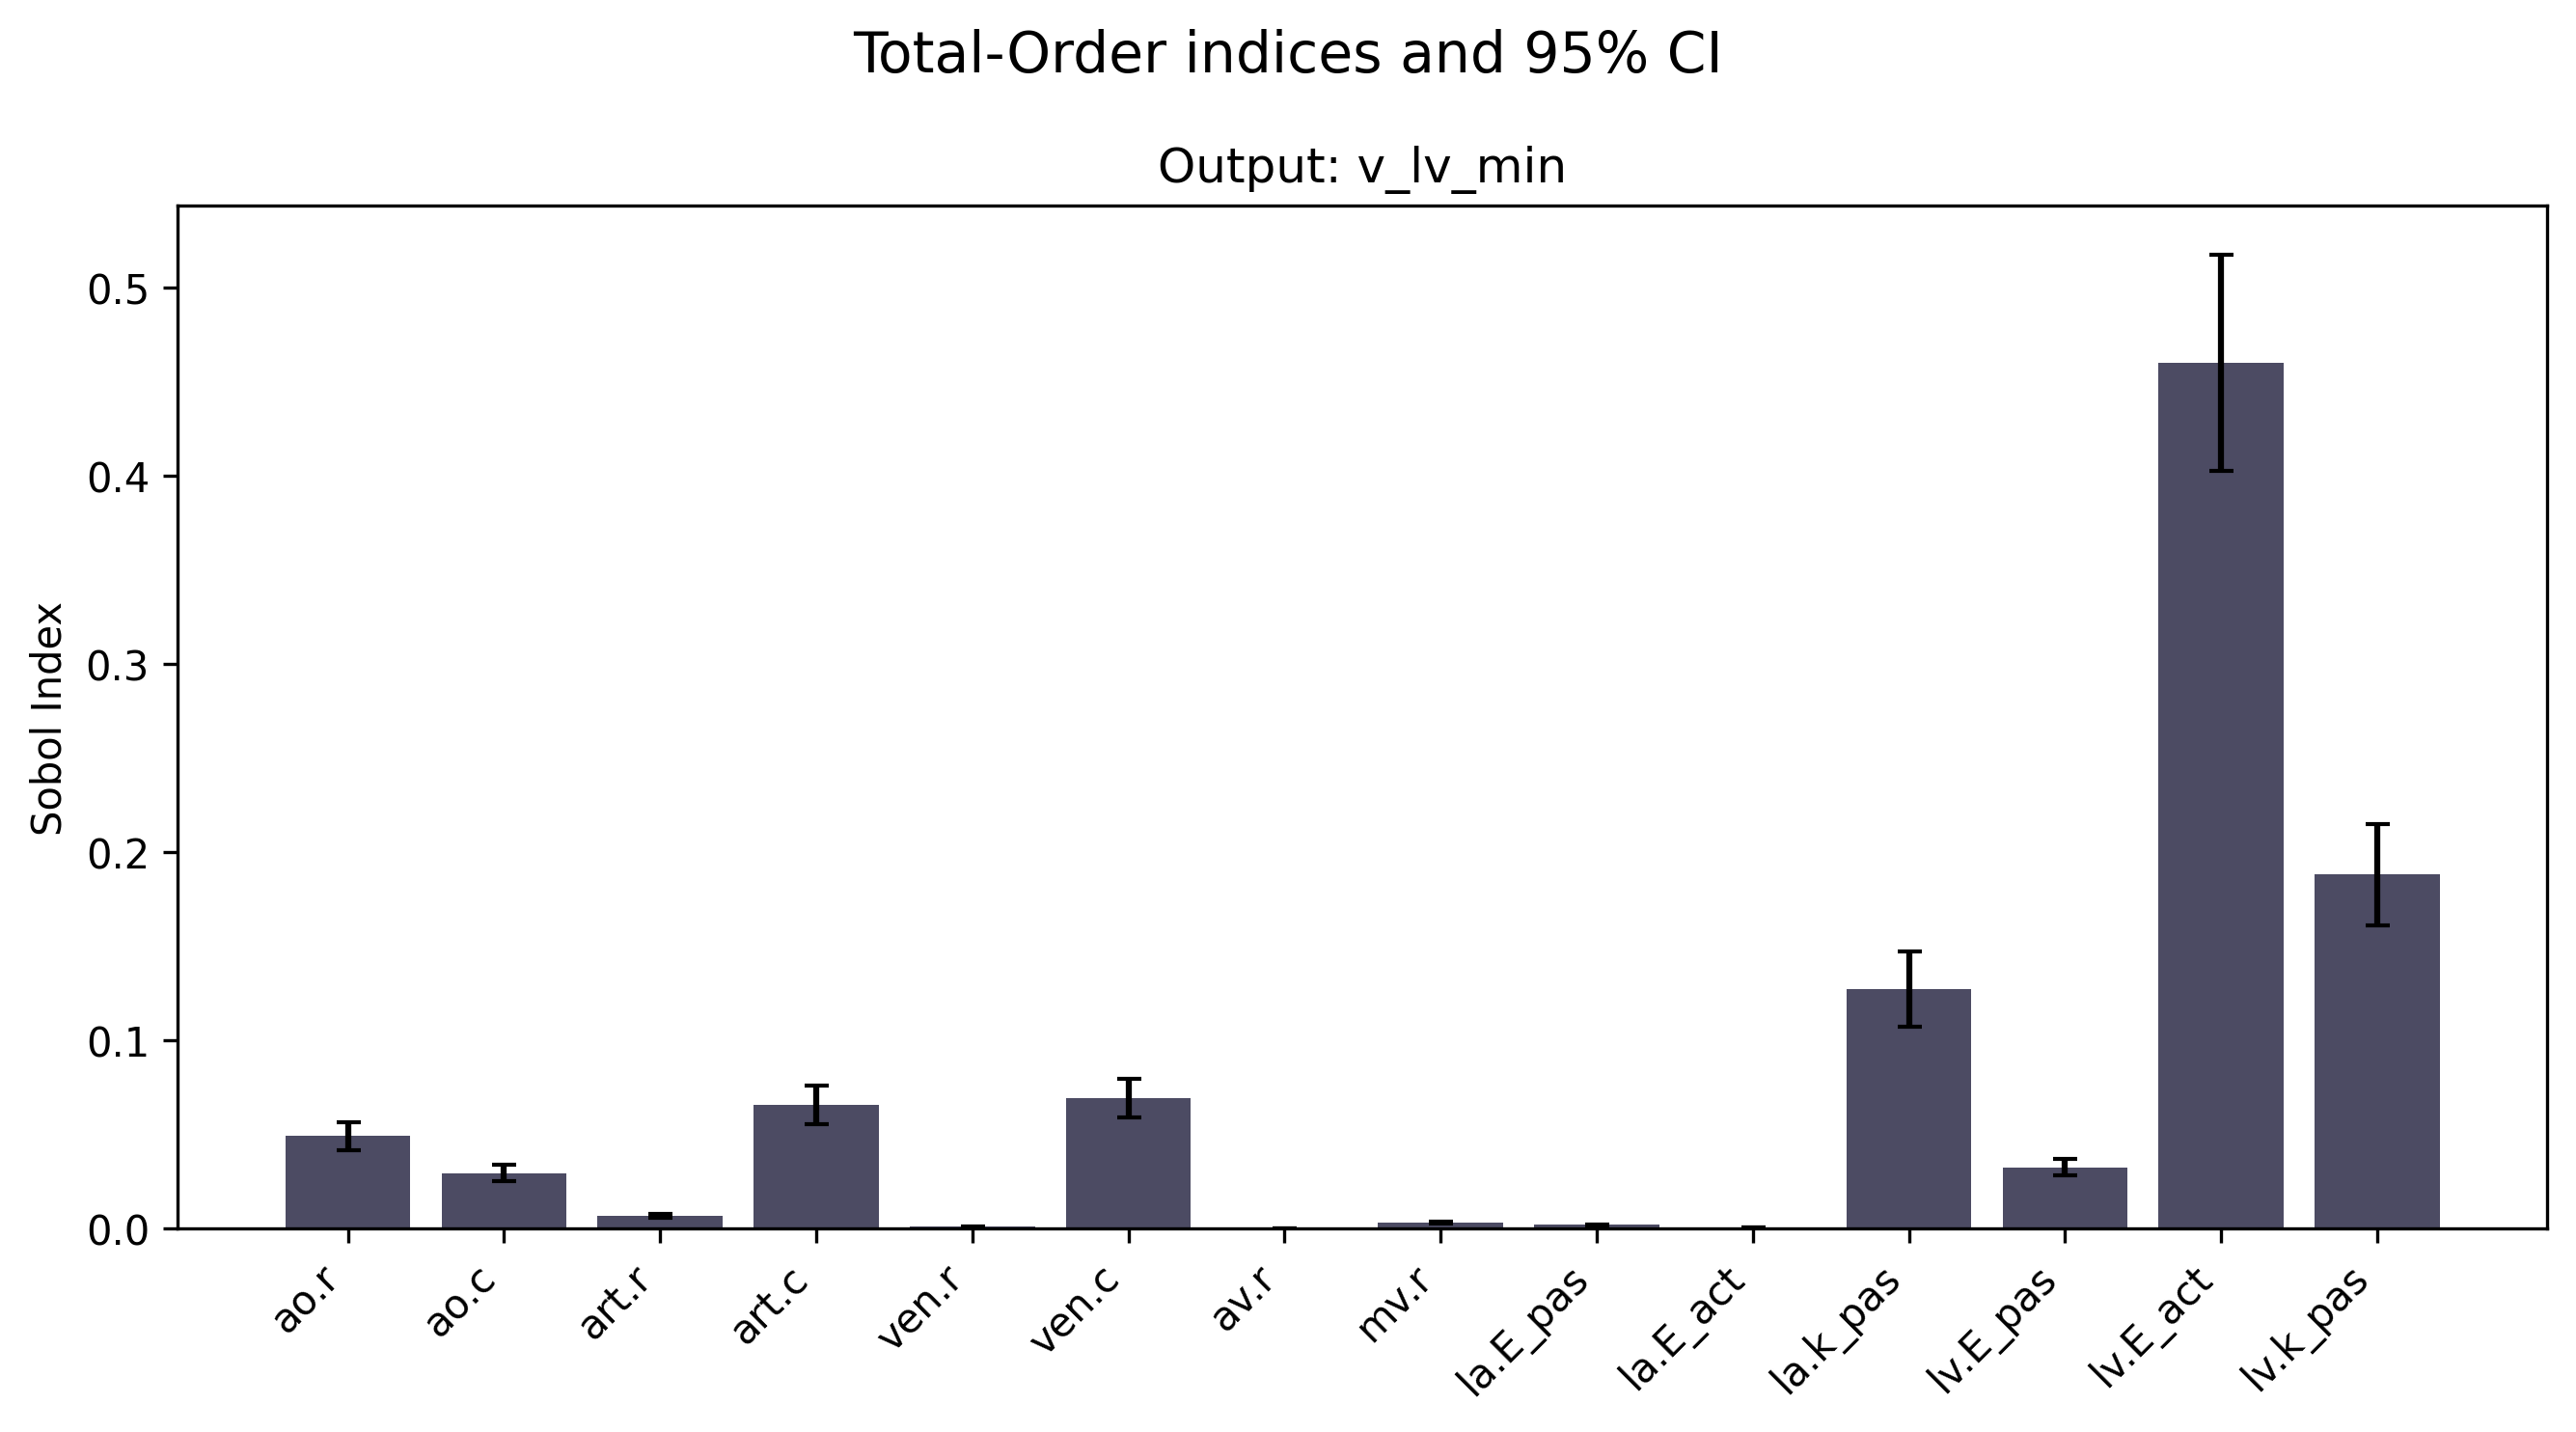 Total-Order indices and 95% CI
Output: v_lv_min
Sobol Index
0.5
0.4
0.3
0.2
0.1
0.0
ao.r
ao.c
art.r
art.c
ven.r
ven.c
av.r
mv.r
la.E_pas
la.E_act
la.k_pas
lv.E_pas
lv.E_act
lv.k_pas